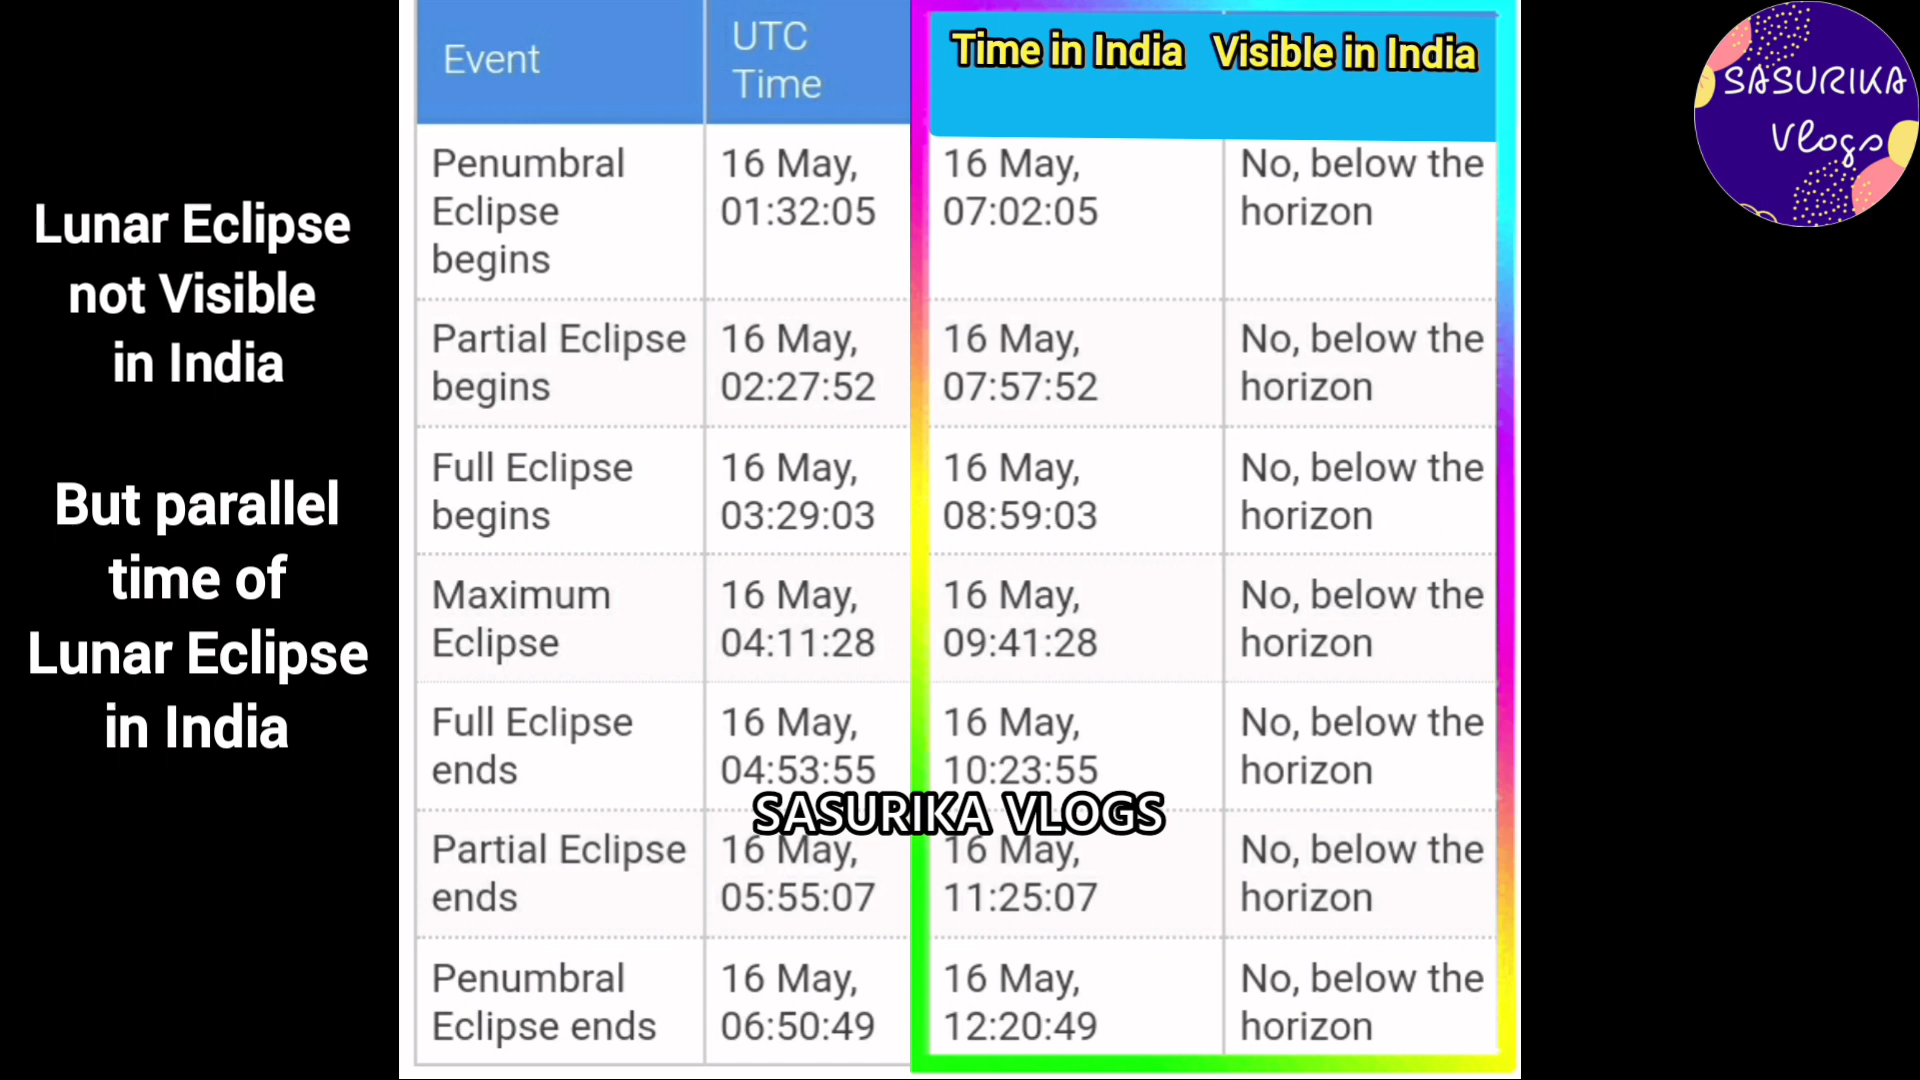 Lunar Eclipse
not Visible
in India
But parallel
time of
Lunar Eclipse
in India
Event
UTC
Time
Time in India
Visible in India
Penumbral
Eclipse
begins
16 May,
01:32:05
16 May,
07:02:05
No, below the
horizon
Partial Eclipse
begins
16 May,
02:27:52
16 May,
07:57:52
No, below the
horizon
Full Eclipse
begins
16 May,
03:29:03
16 May,
08:59:03
No, below the
horizon
Maximum
Eclipse
16 May,
04:11:28
16 May,
09:41:28
No, below the
horizon
Full Eclipse
ends
16 May,
04:53:55
16 May,
10:23:55
No, below the
horizon
SASURIKA VLOGS
Partial Eclipse
ends
16 May,
05:55:07
16 May,
11:25:07
No, below the
horizon
Penumbral
Eclipse ends
16 May,
06:50:49
16 May,
12:20:49
No, below the
horizon
SASURIKA
Vlogs